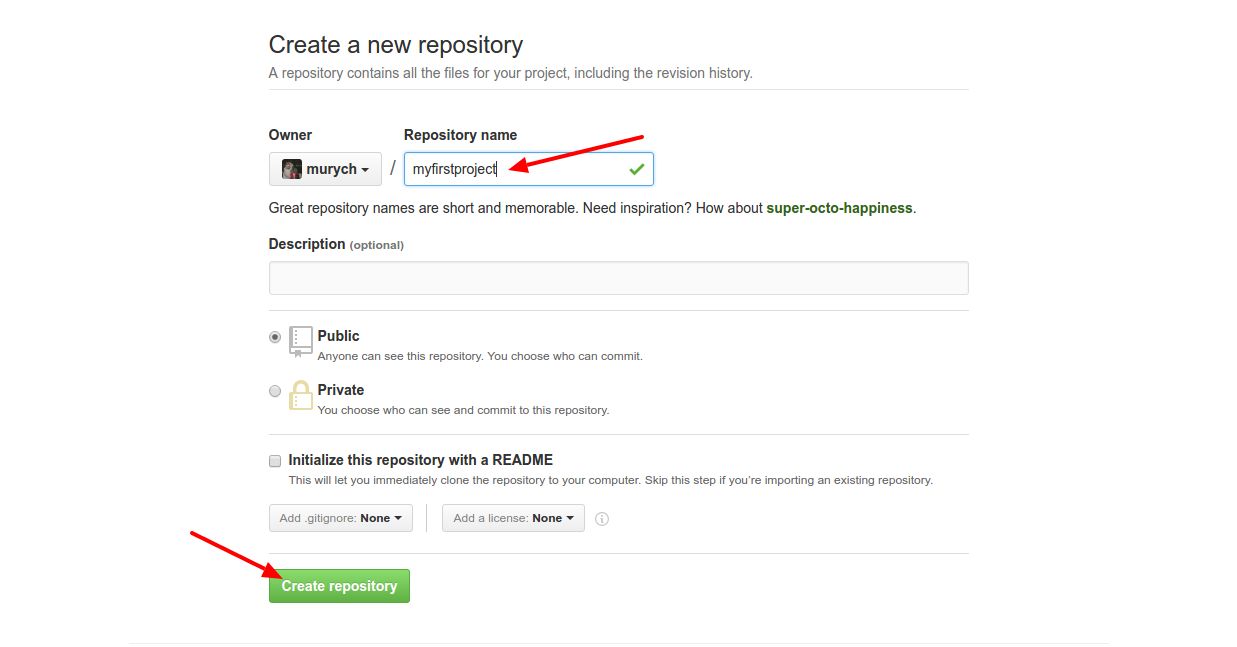 Create a new repository
A repository contains all the files for your project, including the revision history.
Owner Repository name
murych / myfirstproject
Great repository names are short and memorable. Need inspiration? How about super-octo-happiness.
Description (optional)
Public
Anyone can see this repository. You choose who can commit.
Private
You choose who can see and commit to this repository.
Initialize this repository with a README
This will let you immediately clone the repository to your computer. Skip this step if you're importing an existing repository.
Add .gitignore: None Add a license: None
Create repository